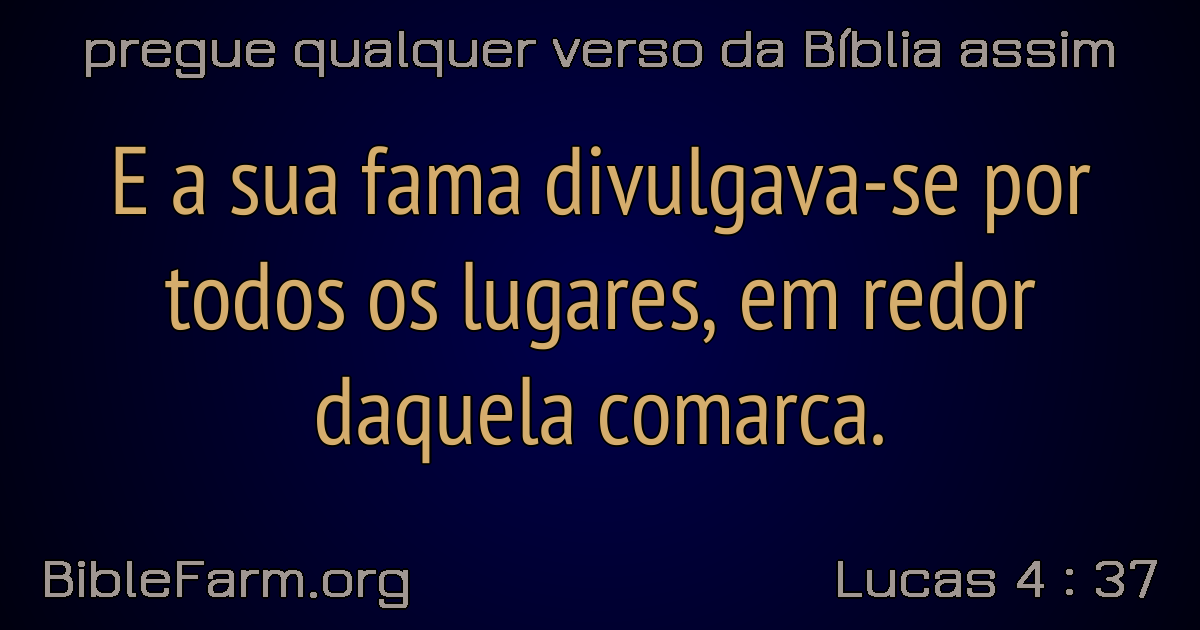 pregue qualquer verso da Bíblia assim
E a sua fama divulgava-se por
todos os lugares, em redor
daquela comarca.
BibleFarm.org
Lucas 4 : 37